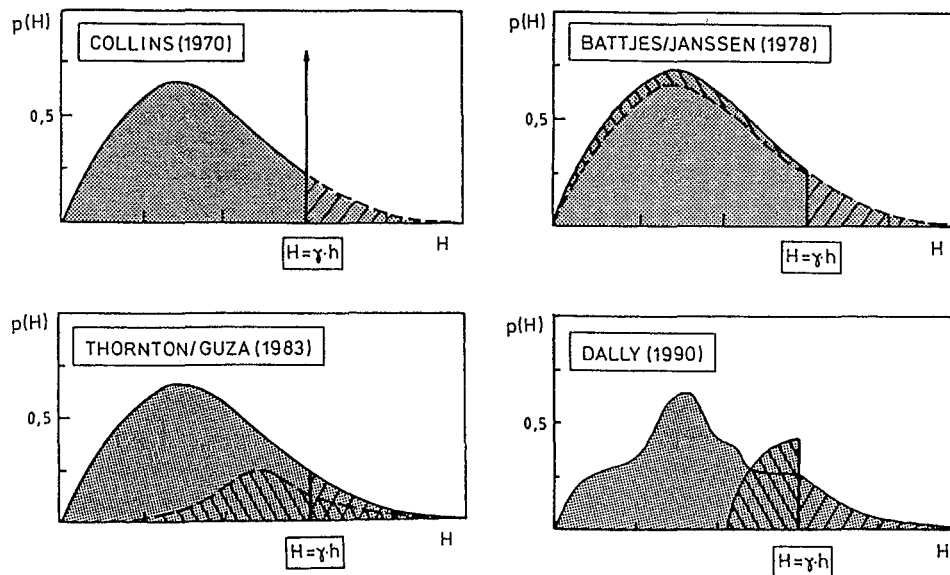 p(H)
COLLINS (1970)
0,5
H=γ·h
H
p(H)
BATTJES/JANSSEN (1978)
0,5
H=γ·h
H
p(H)
THORNTON/GUZA (1983)
0,5
H=γ·h
H
p(H)
DALLY (1990)
0,5
H=γ·h
H